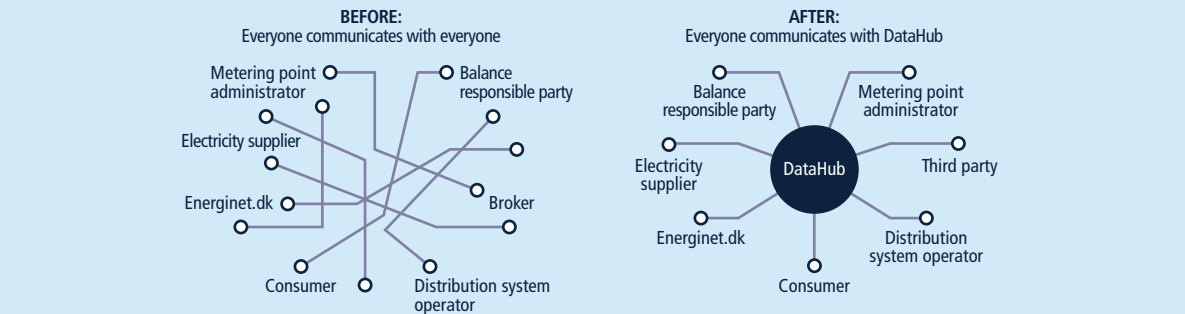 BEFORE:
Everyone communicates with everyone
Metering point
administrator
Balance
responsible party
Electricity supplier
Energinet.dk
Broker
Consumer
Distribution system
operator
AFTER:
Everyone communicates with DataHub
Balance
responsible party
Metering point
administrator
Electricity
supplier
DataHub
Third party
Energinet.dk
Distribution
system operator
Consumer